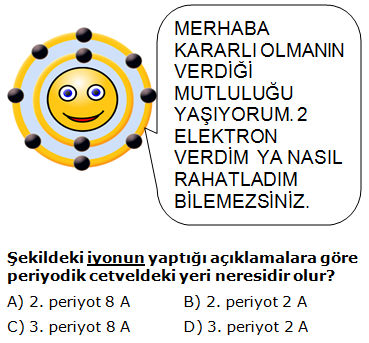 MERHABA
KARARLI OLMANIN
VERDİĞİ
MUTLULUĞU
YAŞIYORUM. 2
ELEKTRON
VERDİM YA NASIL
RAHATLADIM
BİLEMEZSİNİZ.
Şekildeki iyonun yaptığı açıklamalara göre
periyodik cetveldeki yeri neresidir olur?
A) 2. periyot 8 A B) 2. periyot 2 A
C) 3. periyot 8 A D) 3. periyot 2 A